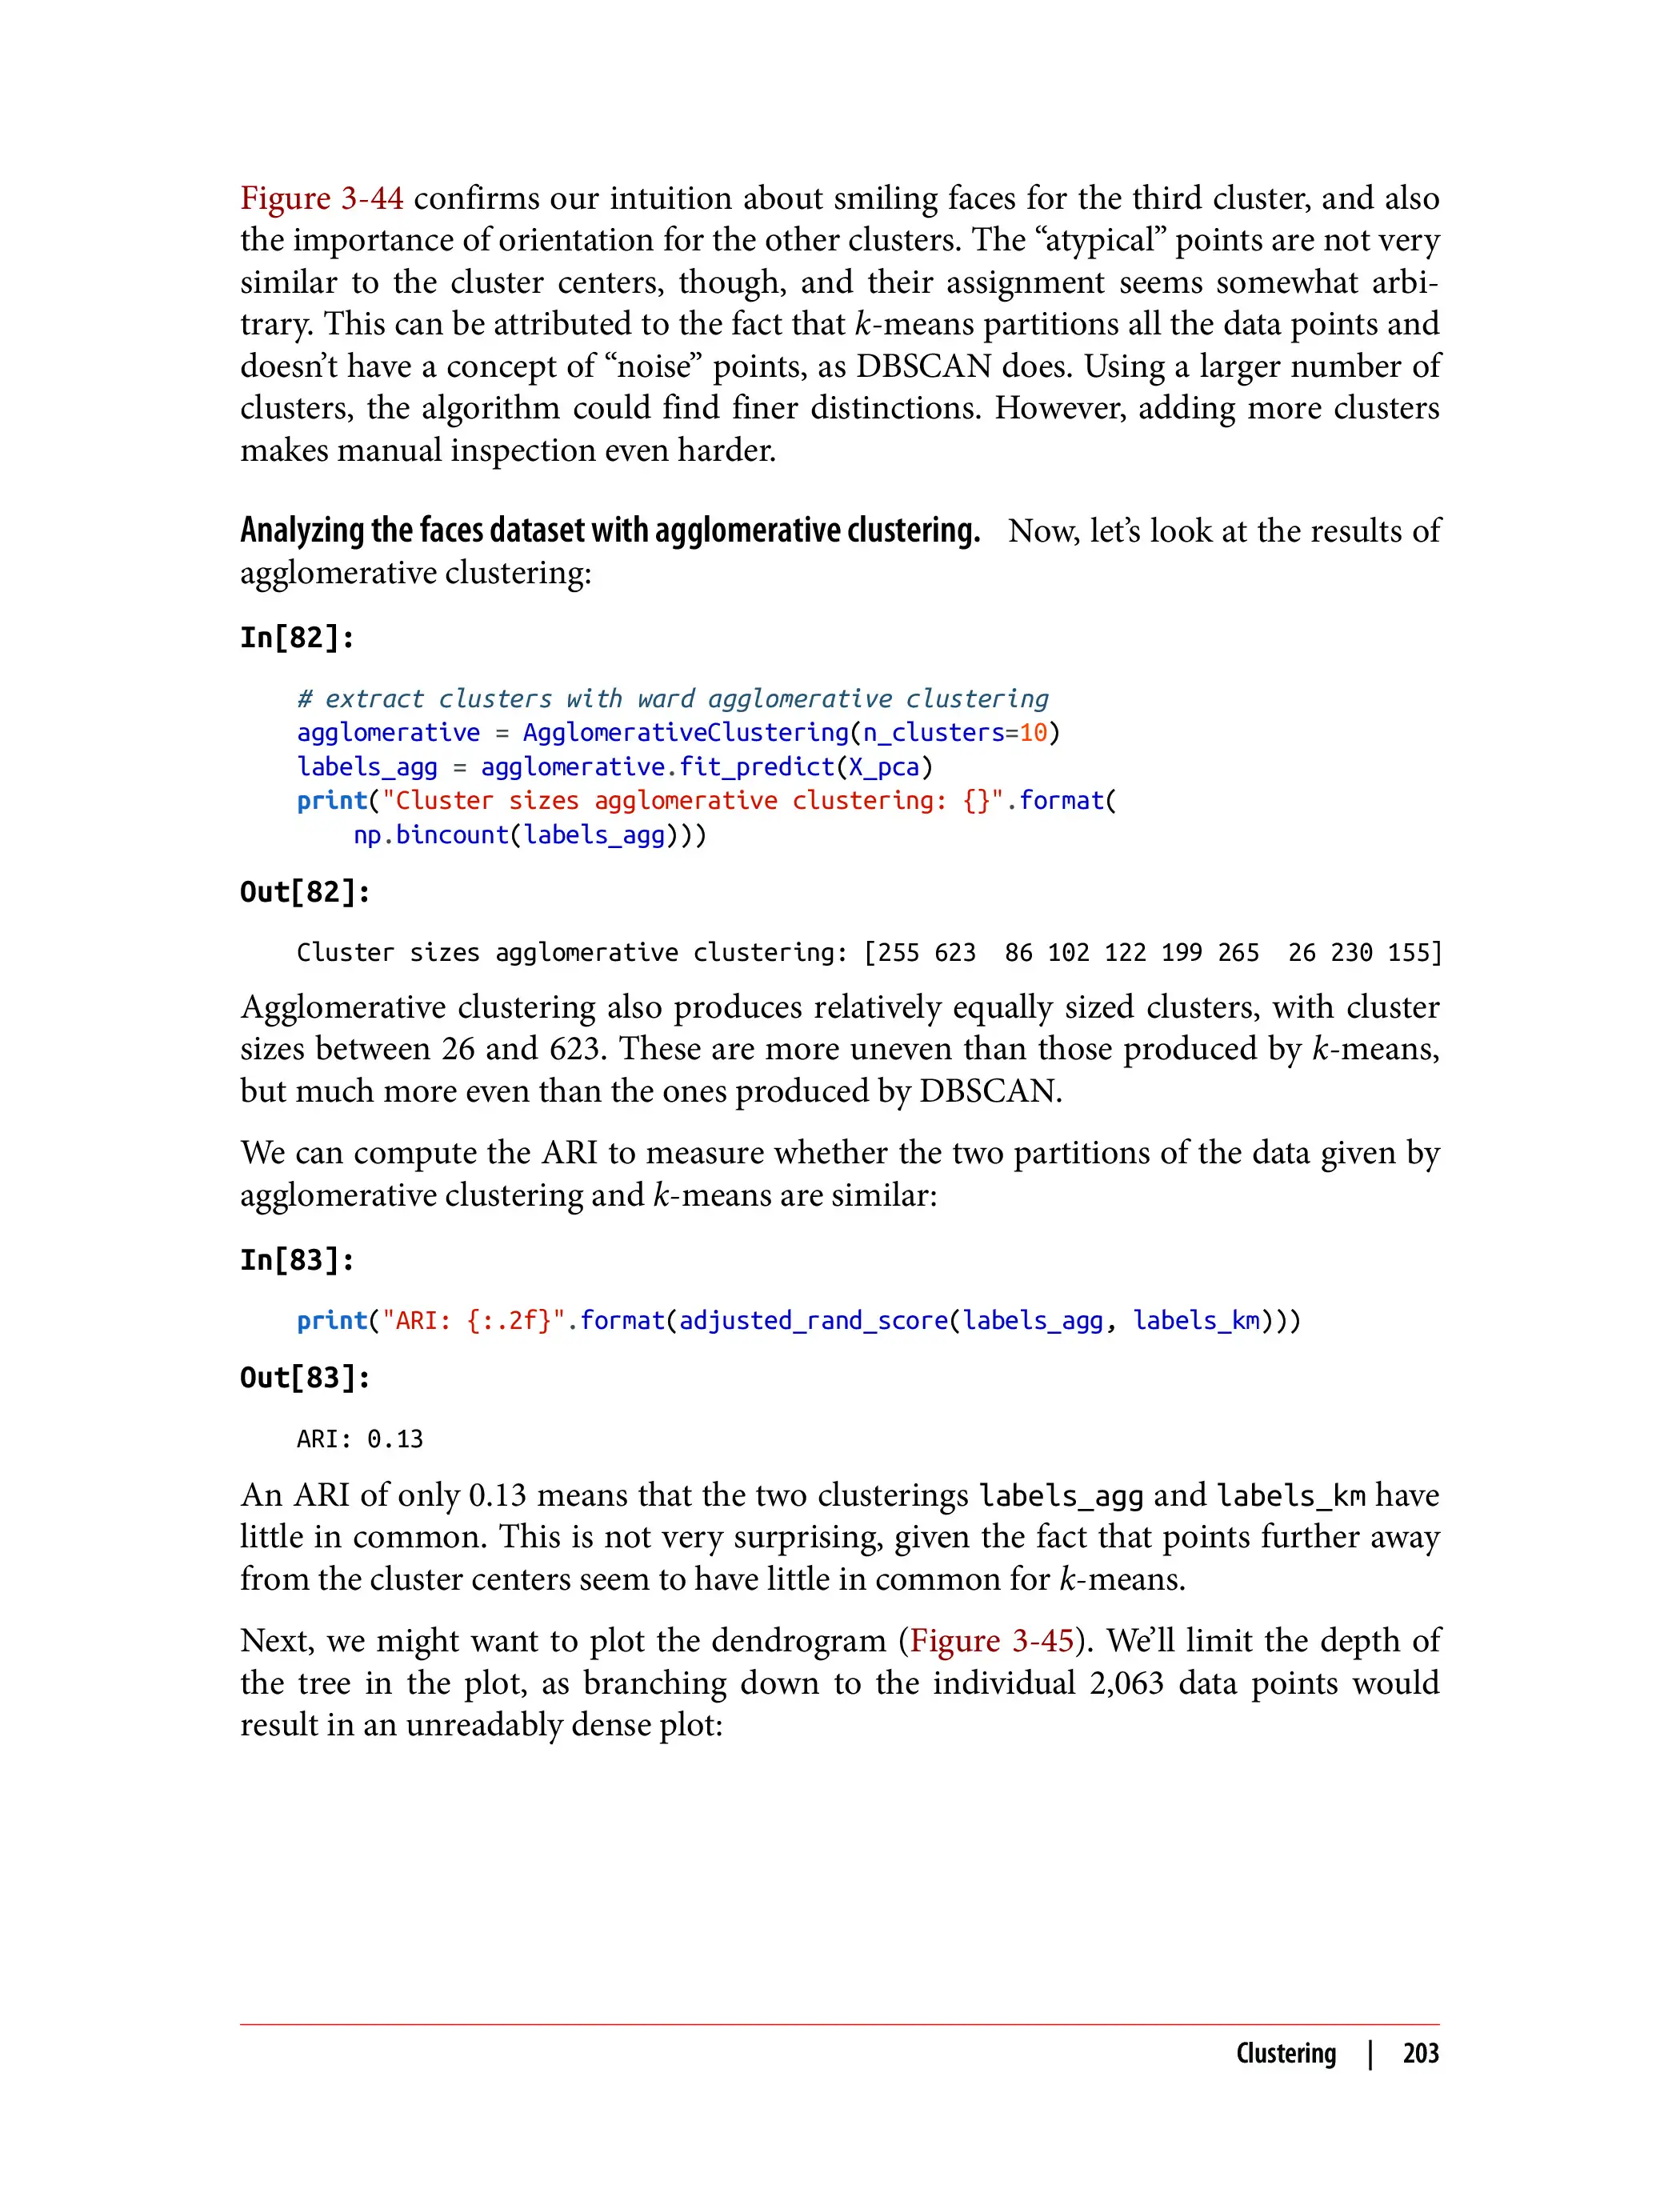 Figure 3-44 confirms our intuition about smiling faces for the third cluster, and also
the importance of orientation for the other clusters. The “atypical” points are not very
similar to the cluster centers, though, and their assignment seems somewhat arbi-
trary. This can be attributed to the fact that k-means partitions all the data points and
doesn’t have a concept of “noise” points, as DBSCAN does. Using a larger number of
clusters, the algorithm could find finer distinctions. However, adding more clusters
makes manual inspection even harder.
Analyzing the faces dataset with agglomerative clustering. Now, let’s look at the results of
agglomerative clustering:
In[82]:
# extract clusters with ward agglomerative clustering
agglomerative = AgglomerativeClustering(n_clusters=10)
labels_agg = agglomerative.fit_predict(X_pca)
print("Cluster sizes agglomerative clustering: {}".format(
    np.bincount(labels_agg)))
Out[82]:
Cluster sizes agglomerative clustering: [255 623  86 102 122 199 265  26 230 155]
Agglomerative clustering also produces relatively equally sized clusters, with cluster
sizes between 26 and 623. These are more uneven than those produced by k-means,
but much more even than the ones produced by DBSCAN.
We can compute the ARI to measure whether the two partitions of the data given by
agglomerative clustering and k-means are similar:
In[83]:
print("ARI: {:.2f}".format(adjusted_rand_score(labels_agg, labels_km)))
Out[83]:
ARI: 0.13
An ARI of only 0.13 means that the two clusterings labels_agg and labels_km have
little in common. This is not very surprising, given the fact that points further away
from the cluster centers seem to have little in common for k-means.
Next, we might want to plot the dendrogram (Figure 3-45). We’ll limit the depth of
the tree in the plot, as branching down to the individual 2,063 data points would
result in an unreadably dense plot:
Clustering | 203